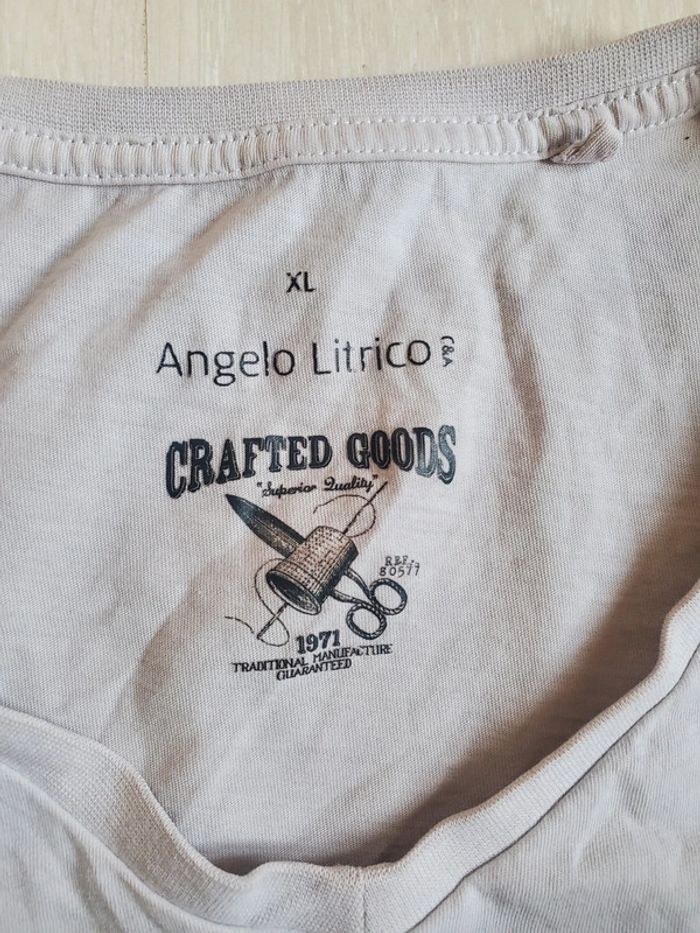 XL
Angelo Litrico C&A
CRAFTED GOODS
"Superior Quality"
REF.
80577
1971
TRADITIONAL MANUFACTURE
GUARANTEED